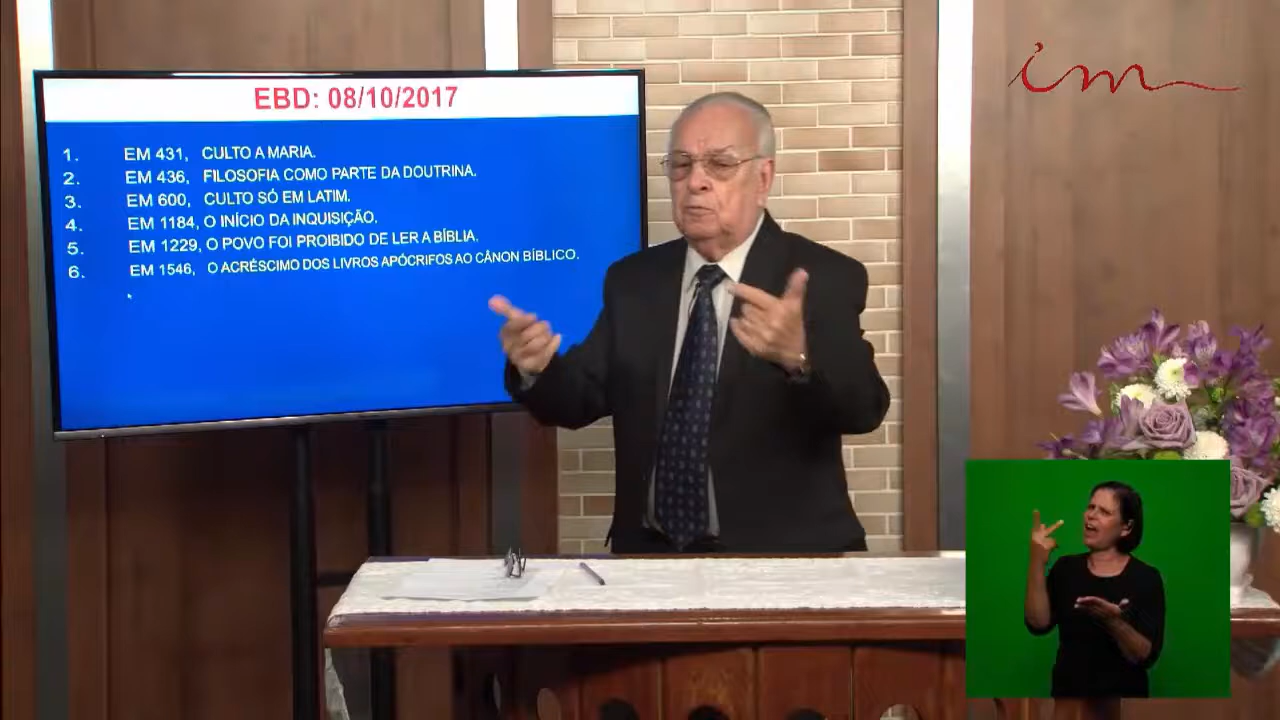 EBD: 08/10/2017
1. EM 431, CULTO A MARIA.
2. EM 436, FILOSOFIA COMO PARTE DA DOUTRINA.
3. EM 600, CULTO SÓ EM LATIM.
4. EM 1184, O INÍCIO DA INQUISIÇÃO.
5. EM 1229, O POVO FOI PROIBIDO DE LER A BÍBLIA.
6. EM 1546, O ACRÉSCIMO DOS LIVROS APÓCRIFOS AO CÂNON BÍBLICO.
im